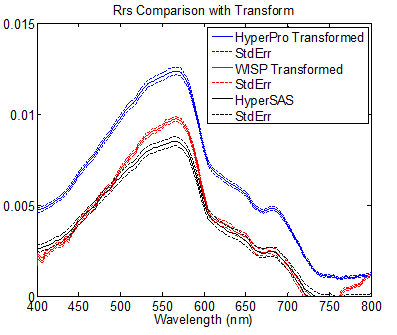 Rrs Comparison with Transform
0.015
0.01
0.005
0
HyperPro Transformed
StdErr
WISP Transformed
StdErr
HyperSAS
StdErr
400 450 500 550 600 650 700 750 800
Wavelength (nm)